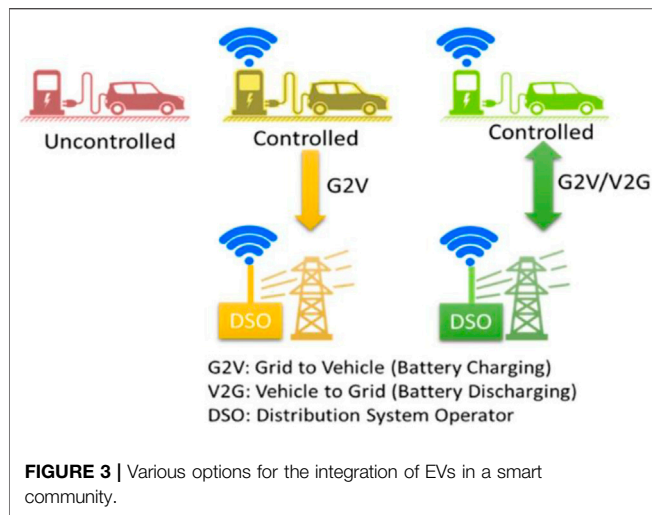 Uncontrolled
Controlled
Controlled
G2V
G2V/V2G
DSO
DSO
G2V: Grid to Vehicle (Battery Charging)
V2G: Vehicle to Grid (Battery Discharging)
DSO: Distribution System Operator
FIGURE 3 | Various options for the integration of EVs in a smart
community.